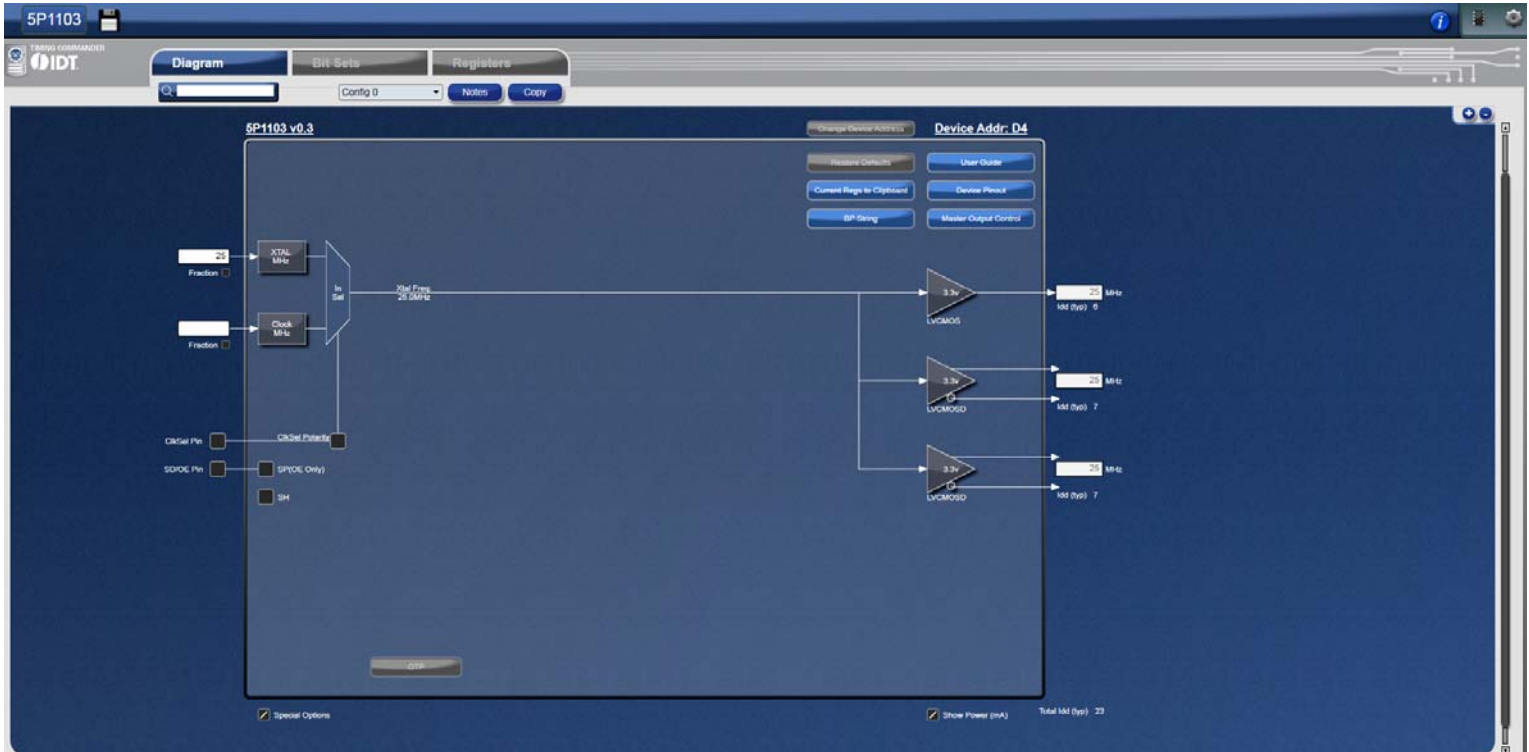 5P1103
TIMING COMMANDER
IDT
Diagram
Bit Sets
Registers
Config 0
Notes
Copy
5P1103 v0.3
Change Device Address
Device Addr: D4
Restore Defaults
User Guide
Current Regs to Clipboard
Device Pinout
BP String
Master Output Control
25
XTAL
MHz
Fraction
In
Sel
Xtal Freq:
25.0MHz
3.3v
LVCMOS
25 MHz
Idd (typ) 6
Clock
MHz
Fraction
3.3v
LVCMOSD
25 MHz
Idd (typ) 7
ClkSel Pin
ClkSel Polarity
SD/OE Pin
SP(OE Only)
SH
3.3v
LVCMOSD
25 MHz
Idd (typ) 7
OTP
Special Options
Show Power (mA)
Total Idd (typ) 23